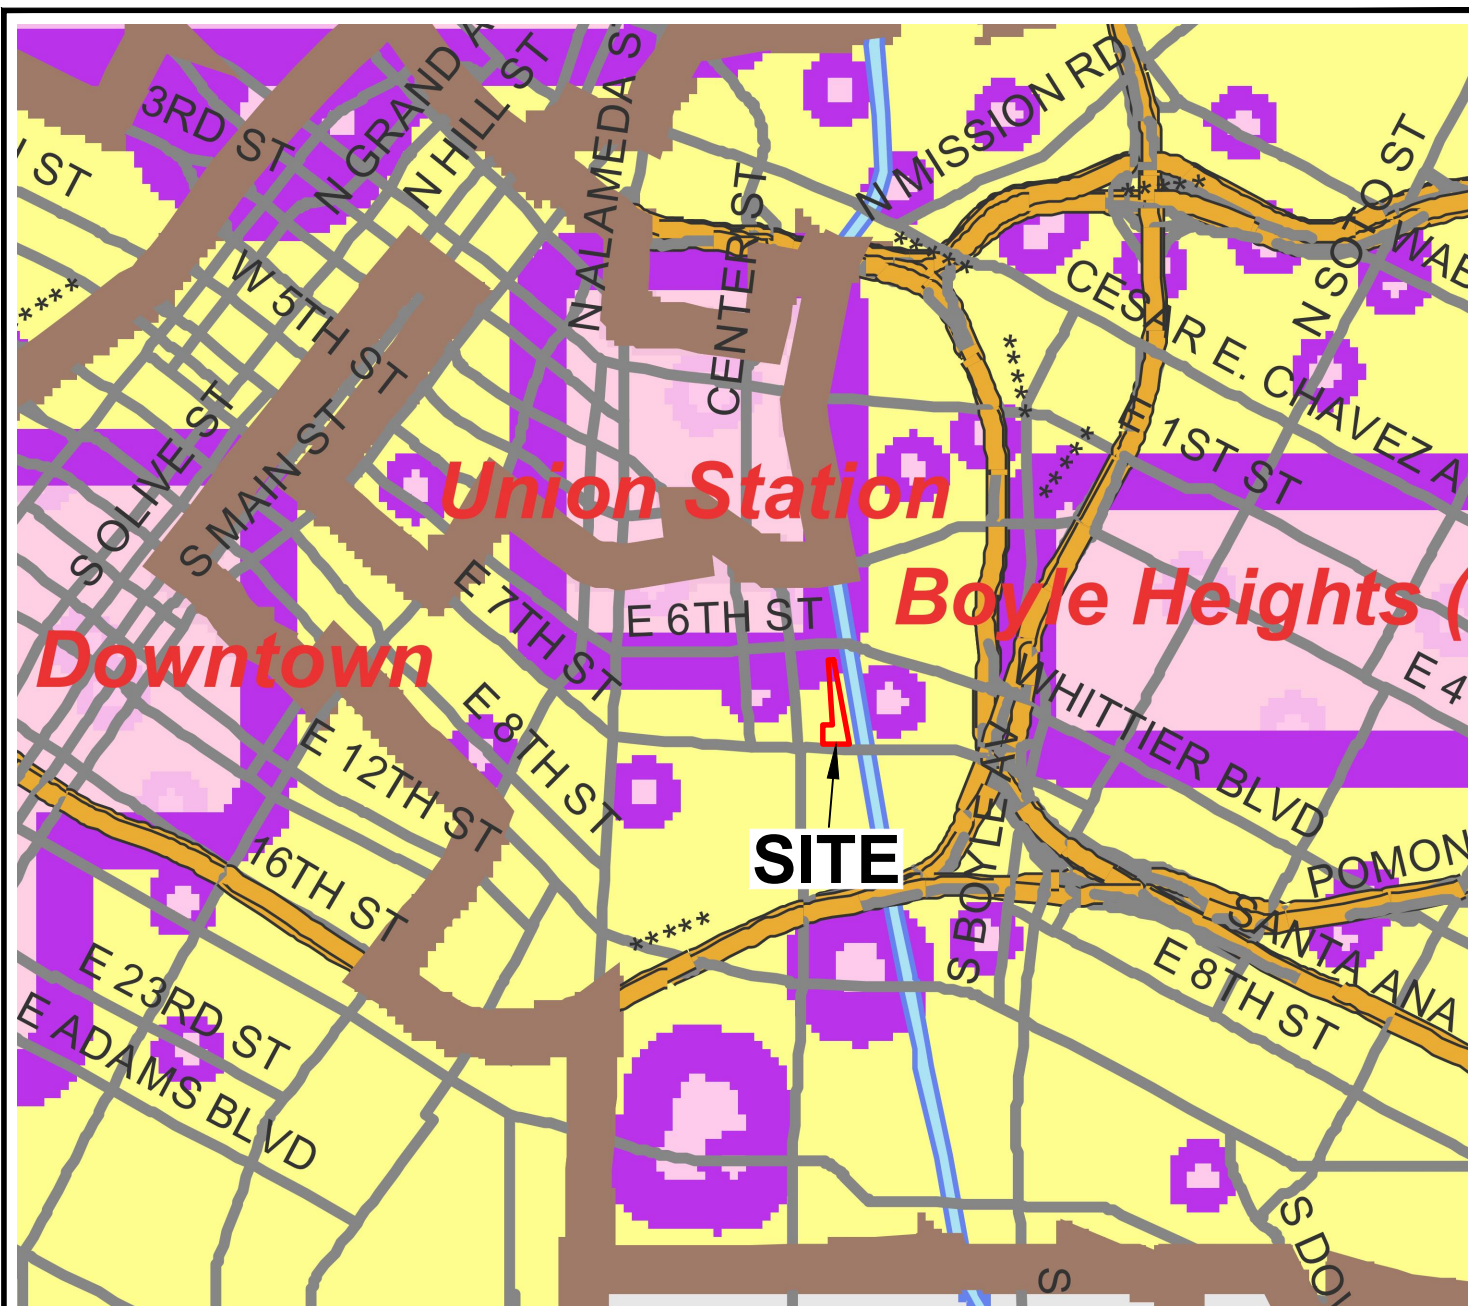 3RD ST
N GRAND A
N HILL ST
N ALAMEDA S
CENTER ST
N MISSION RD
N SOTO ST
ST
*****
W 5TH ST
*****
*****
WAB
CESAR E. CHAVEZ A
*****
S OLIVE ST
S MAIN ST
*****
E 1ST ST
Union Station
E 7TH ST
E 6TH ST
Boyle Heights (
Downtown
E 8TH ST
WHITTIER BLVD
E 4
E 12TH ST
SITE
S BOYLE AV
16TH ST
POMON
*****
SANTA ANA
E 8TH ST
E 23RD ST
E ADAMS BLVD
S DO
S